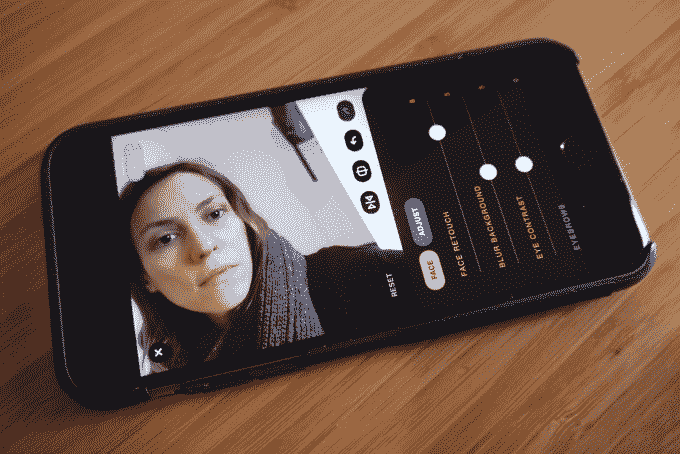 RESET
FACE
ADJUST
FACE RETOUCH
BLUR BACKGROUND
EYE CONTRAST
EYEBROWS